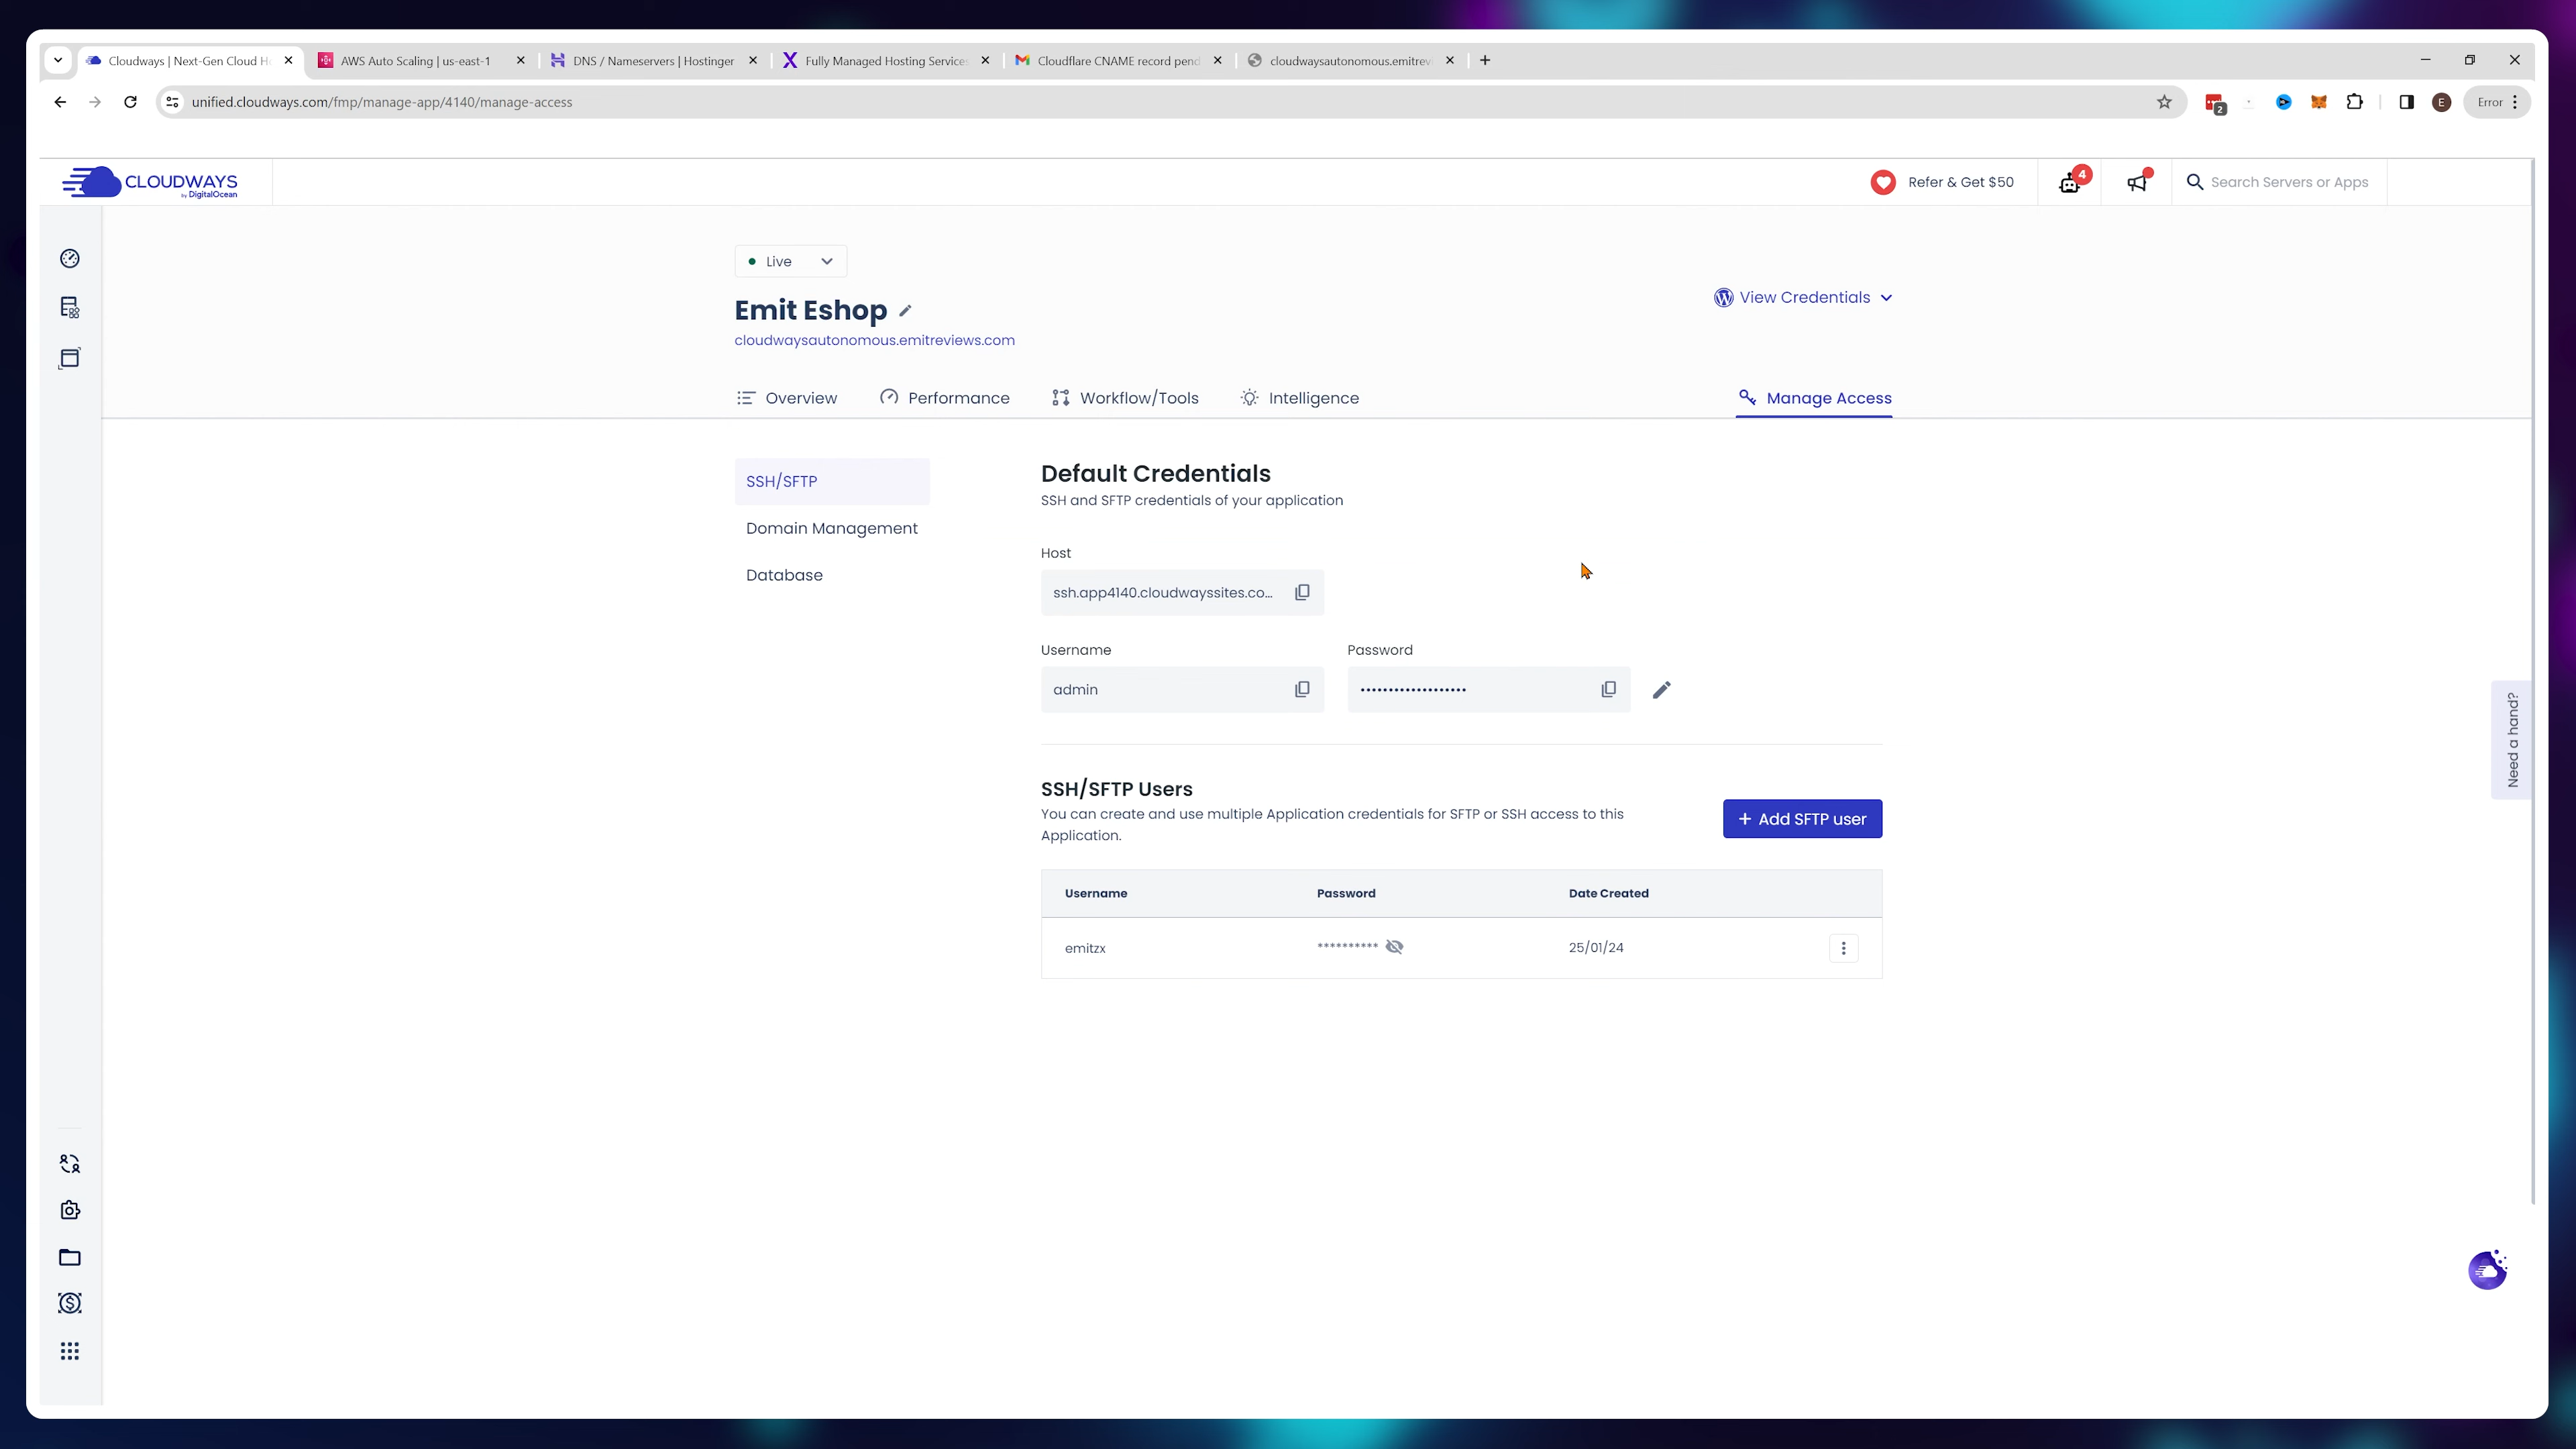 Cloudways | Next-Gen Cloud H
AWS Auto Scaling | us-east-1
DNS / Nameservers | Hostinger
Fully Managed Hosting Services
Cloudflare CNAME record pend
cloudwaysautonomous.emitrev
unified.cloudways.com/fmp/manage-app/4140/manage-access
2
E
Error
CLOUDWAYS
by DigitalOcean
Refer & Get $50
4
Search Servers or Apps
Live
Emit Eshop
View Credentials
cloudwaysautonomous.emitreviews.com
Overview
Performance
Workflow/Tools
Intelligence
Manage Access
SSH/SFTP
Domain Management
Database
Default Credentials
SSH and SFTP credentials of your application
Host
ssh.app4140.cloudwayssites.co...
Username
Password
admin
•••••••••••••••••••
Need a hand?
SSH/SFTP Users
You can create and use multiple Application credentials for SFTP or SSH access to this
Application.
+ Add SFTP user
Username
Password
Date Created
emitzx
**********
25/01/24